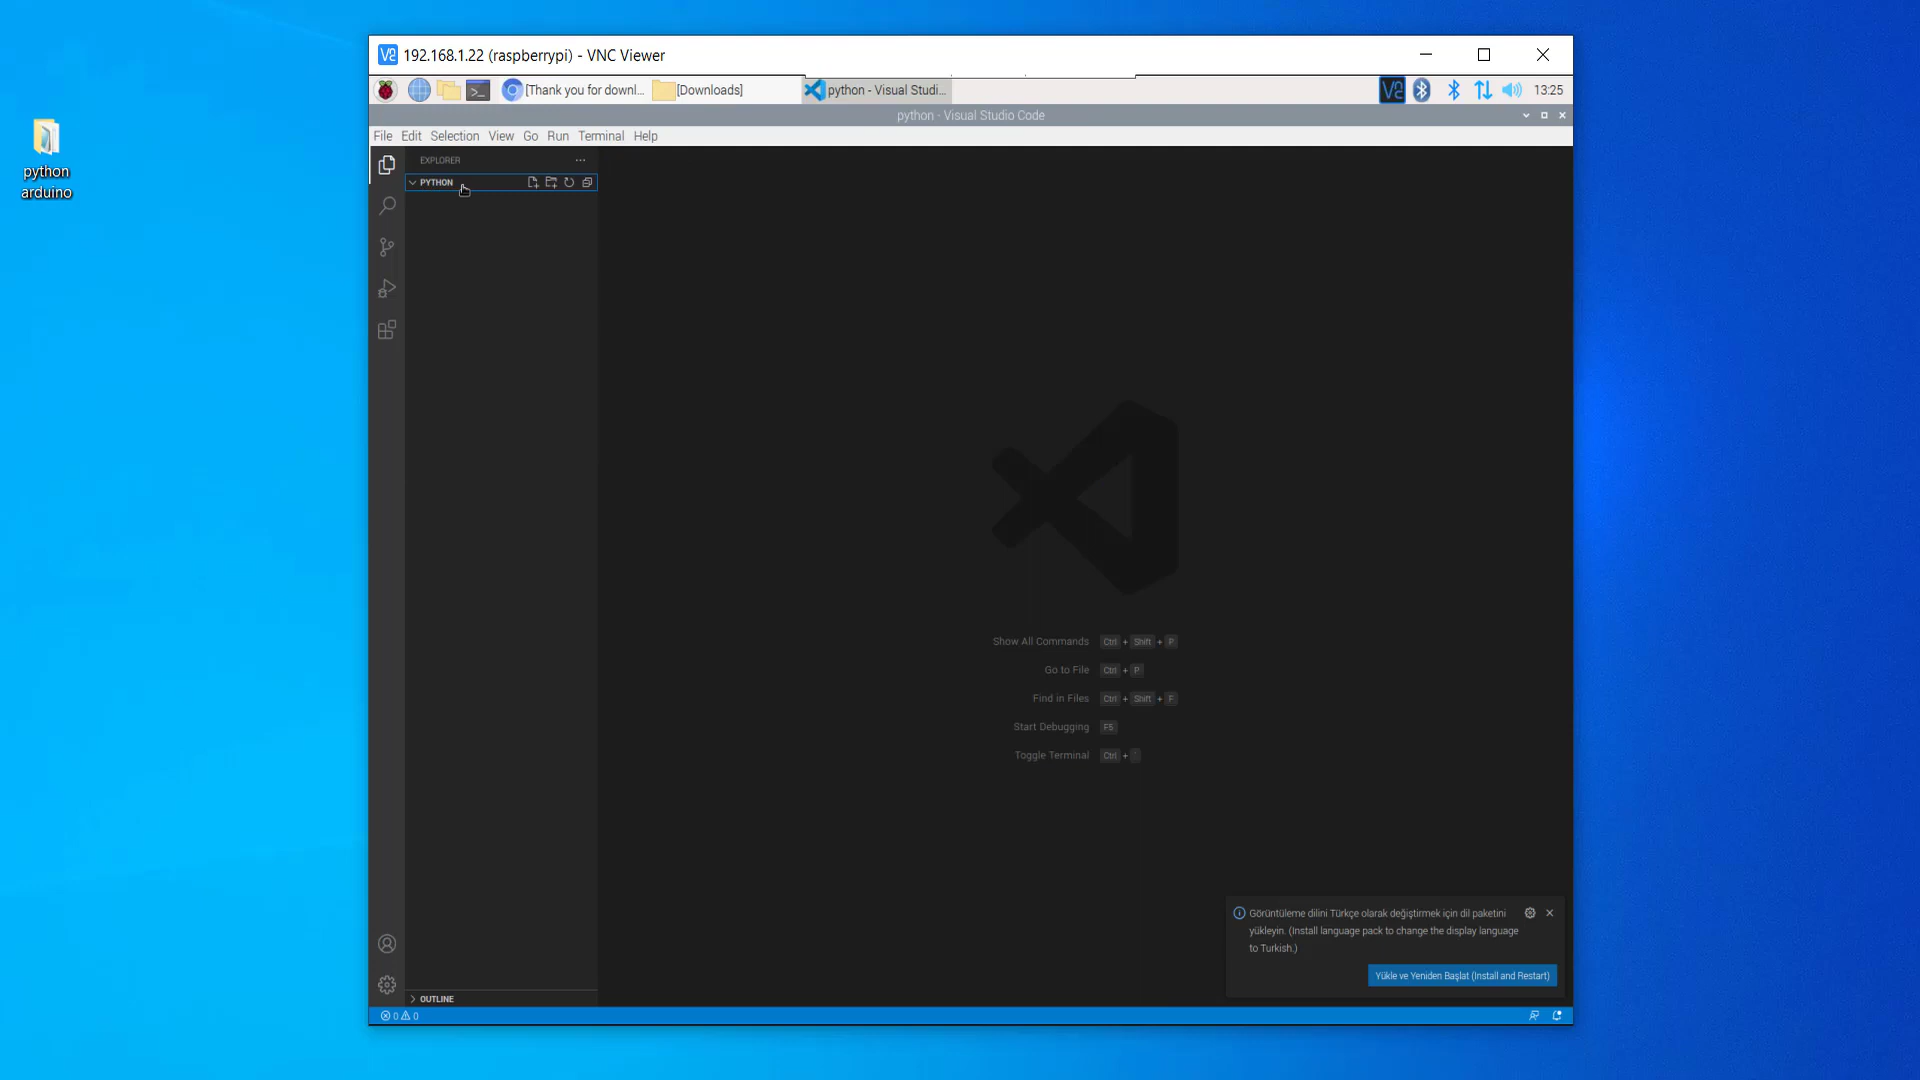 192.168.1.22 (raspberrypi) - VNC Viewer
[Thank you for downl...
[Downloads]
python - Visual Studi...
13:25
python - Visual Studio Code
File Edit Selection View Go Run Terminal Help
EXPLORER
PYTHON
python
arduino
Show All Commands Ctrl + Shift + P
Go to File Ctrl + P
Find in Files Ctrl + Shift + F
Start Debugging F5
Toggle Terminal Ctrl + `
Görüntüleme dilini Türkçe olarak değiştirmek için dil paketini
yükleyin. (Install language pack to change the display language
to Turkish.)
Yükle ve Yeniden Başlat (Install and Restart)
OUTLINE
0 0